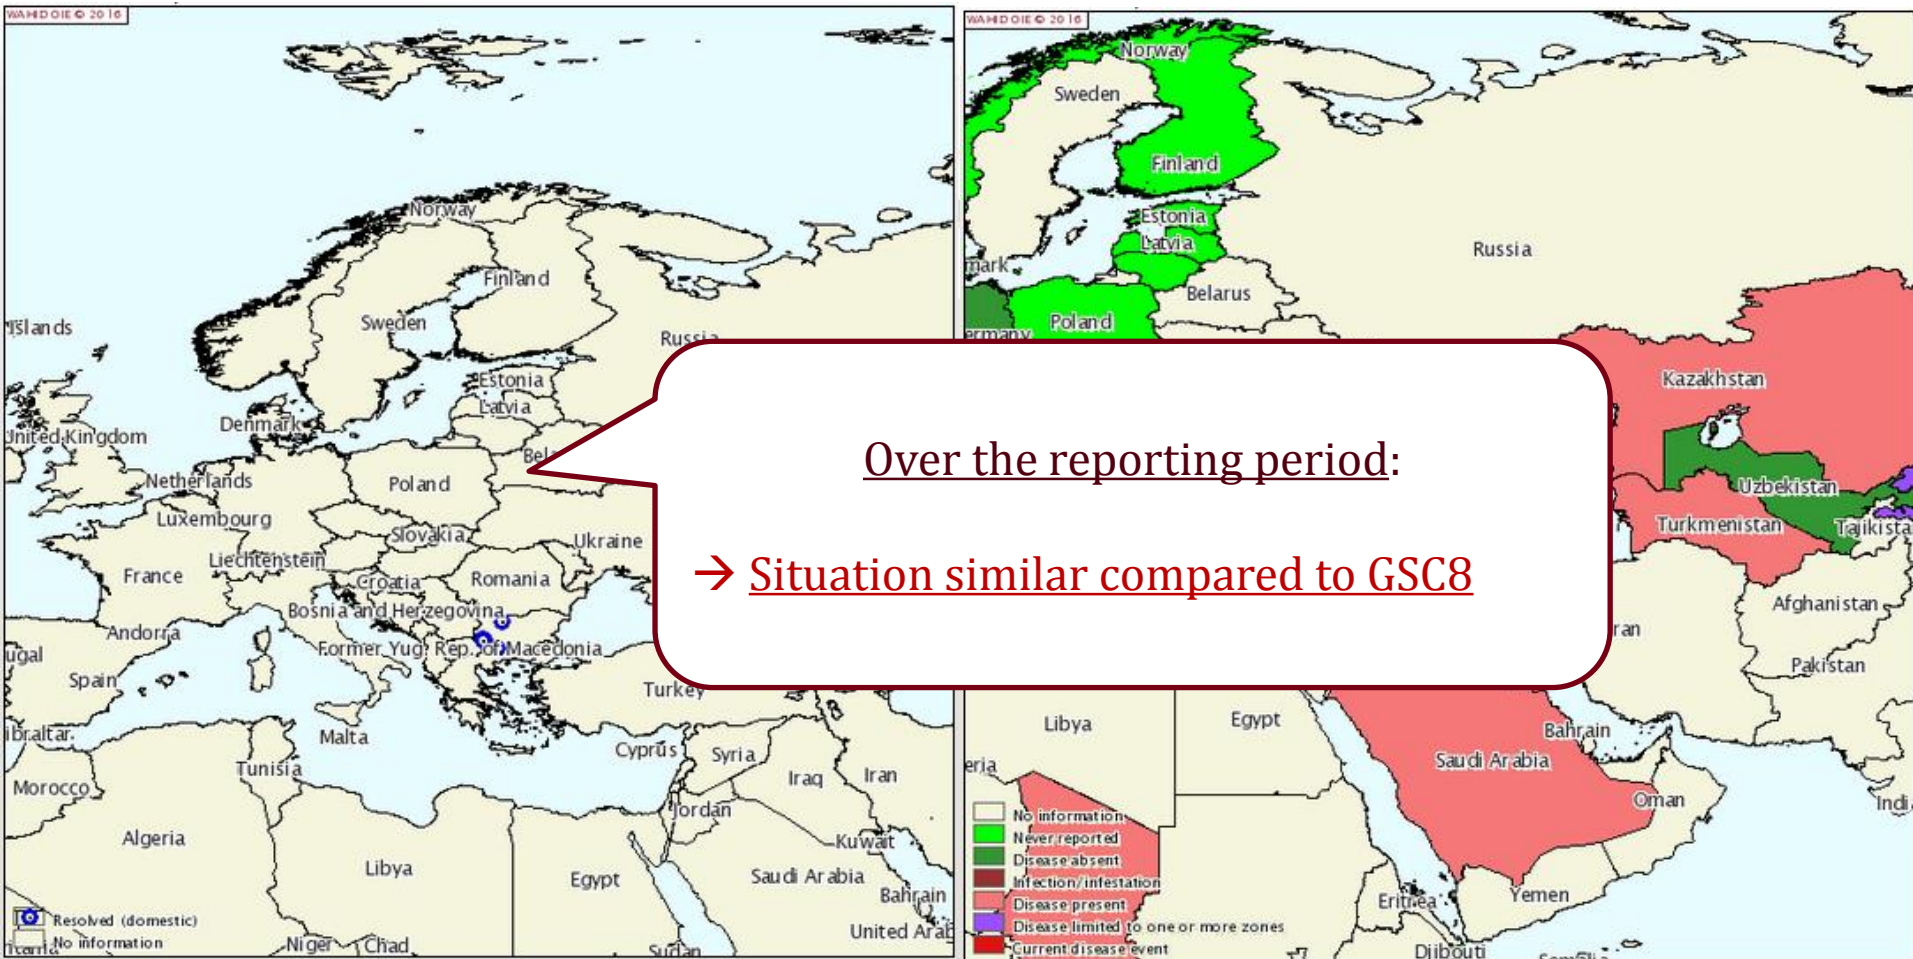 WAHID OIE © 2016
Norway
Finland
Sweden
Islands
Russia
Estonia
Latvia
Denmark
United Kingdom
Netherlands
Poland
Luxembourg
Slovakia
Ukraine
Liechtenstein
France
Croatia
Romania
Bosnia and Herzegovina
Andorra
Former Yug. Rep. of Macedonia
Spain
Turkey
Malta
Cyprus
Syria
Tunisia
Iraq
Iran
Morocco
Jordan
Algeria
Kuwait
Libya
Egypt
Saudi Arabia
Bahrain
United Arab
Resolved (domestic)
No information
Niger
Chad
Sudan
Over the reporting period:
→ Situation similar compared to GSC8
WAHID OIE © 2016
Norway
Sweden
Finland
Estonia
Latvia
Russia
mark
Belarus
Poland
ermany
Kazakhstan
Uzbekistan
Turkmenistan
Tajikista
Afghanistan
ran
Pakistan
Libya
Egypt
Bahrain
eria
Saudi Arabia
Oman
Indi
No information
Never reported
Disease absent
Infection/infestation
Disease present
Disease limited to one or more zones
Current disease event
Eritrea
Yemen
Djibouti